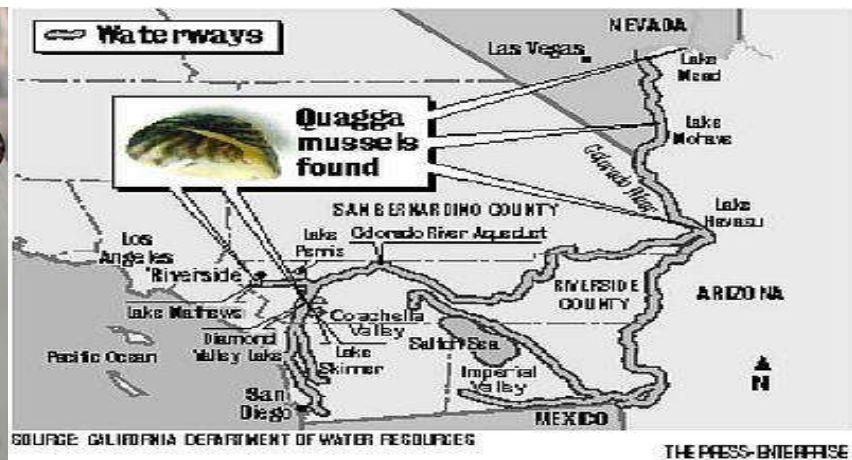 Waterways
NEVADA
Las Vegas
Lake
Mead
Quagga
mussels
found
Lake
Mohave
Colorado River
SAN BERNARDINO COUNTY
Lake
Havasu
Los
Angeles
Lake
Perris
Colorado River Aqueduct
Riverside
RIVERSIDE
COUNTY
ARIZONA
Lake Mathews
Coachella
Valley
Diamond
Valley Lake
Salton Sea
Pacific Ocean
Lake
Skinner
Imperial
Valley
N
San
Diego
MEXICO
SOURCE: CALIFORNIA DEPARTMENT OF WATER RESOURCES
THE PRESS-ENTERPRISE